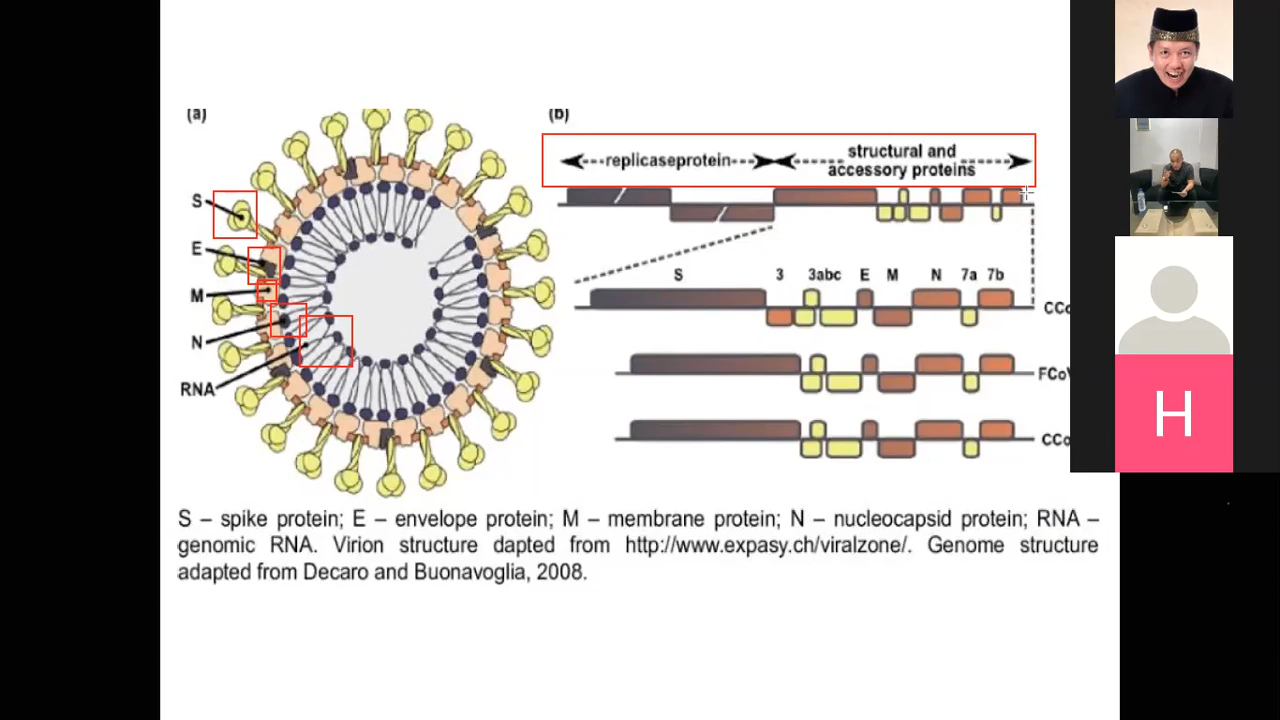 (a)
(b)
replicaseprotein
structural and
accessory proteins
S
E
M
N
RNA
S 3 3abc E M N 7a 7b
S – spike protein; E – envelope protein; M – membrane protein; N – nucleocapsid protein; RNA –
genomic RNA. Virion structure dapted from http://www.expasy.ch/viralzone/. Genome structure
adapted from Decaro and Buonavoglia, 2008.
H